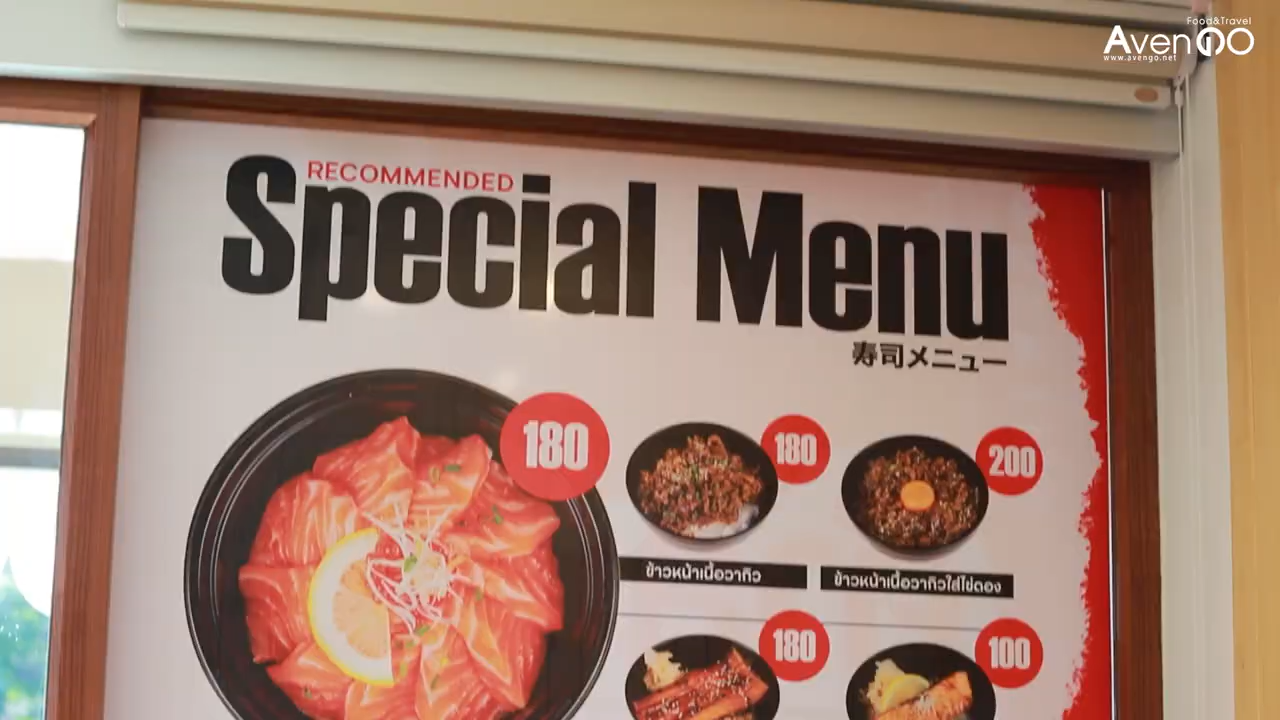 Food&Travel
AvenGO
www.avengo.net
RECOMMENDED
Special Menu
寿司メニュー
180
180
200
ข้าวหน้าเนื้อวากิว
ข้าวหน้าเนื้อวากิวใส่ไข่ดอง
180
100